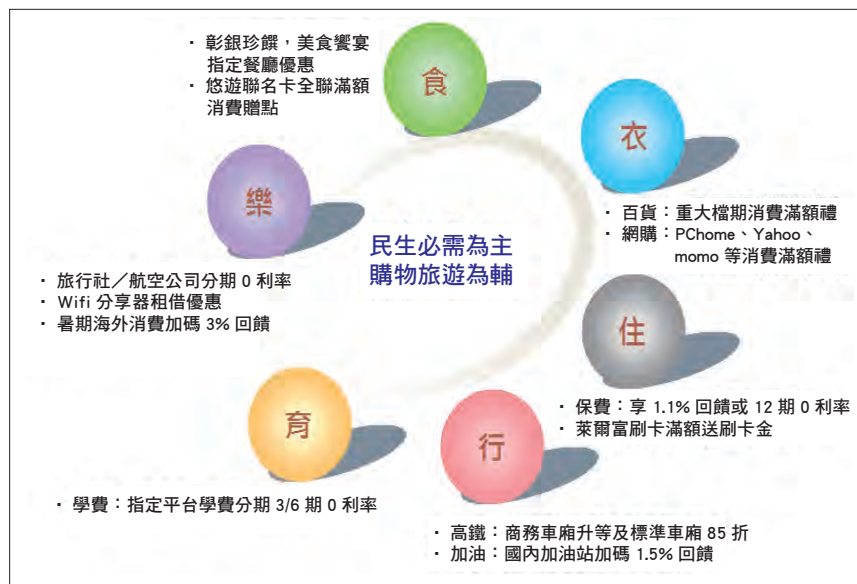 ・彰銀珍饌，美食饗宴
指定餐廳優惠
・悠遊聯名卡全聯滿額
消費贈點
食
衣
・百貨：重大檔期消費滿額禮
・網購：PChome、Yahoo、
momo 等消費滿額禮
住
・保費：享 1.1% 回饋或 12 期 0 利率
・萊爾富刷卡滿額送刷卡金
行
・高鐵：商務車廂升等及標準車廂 85 折
・加油：國內加油站加碼 1.5% 回饋
育
・學費：指定平台學費分期 3/6 期 0 利率
樂
・旅行社／航空公司分期 0 利率
・Wifi 分享器租借優惠
・暑期海外消費加碼 3% 回饋
民生必需為主
購物旅遊為輔